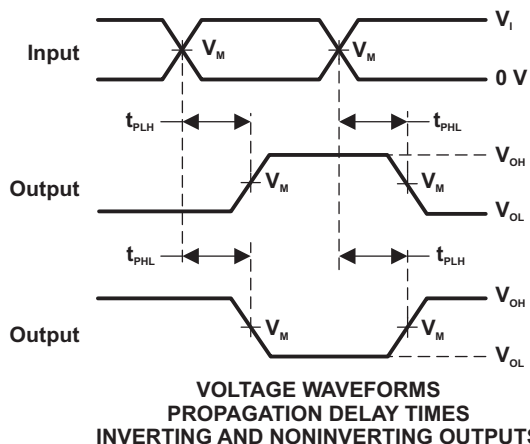 V_I
Input
V_M
V_M
0 V
t_PLH
t_PHL
V_OH
Output
V_M
V_M
V_OL
t_PHL
t_PLH
V_OH
Output
V_M
V_M
V_OL
VOLTAGE WAVEFORMS
PROPAGATION DELAY TIMES
INVERTING AND NONINVERTING OUTPUTS